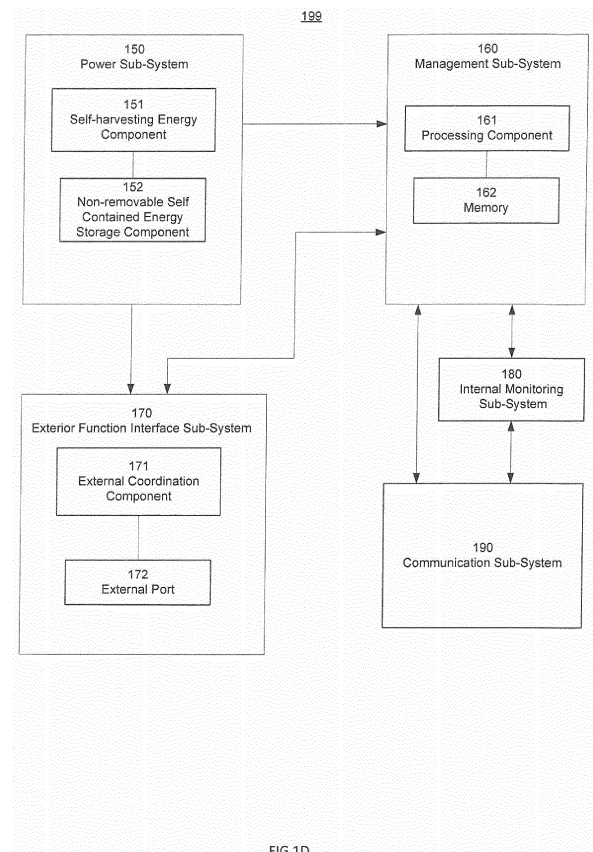 199
150
Power Sub-System
151
Self-harvesting Energy
Component
152
Non-removable Self
Contained Energy
Storage Component
160
Management Sub-System
161
Processing Component
162
Memory
170
Exterior Function Interface Sub-System
171
External Coordination
Component
172
External Port
180
Internal Monitoring
Sub-System
190
Communication Sub-System
FIG 1D